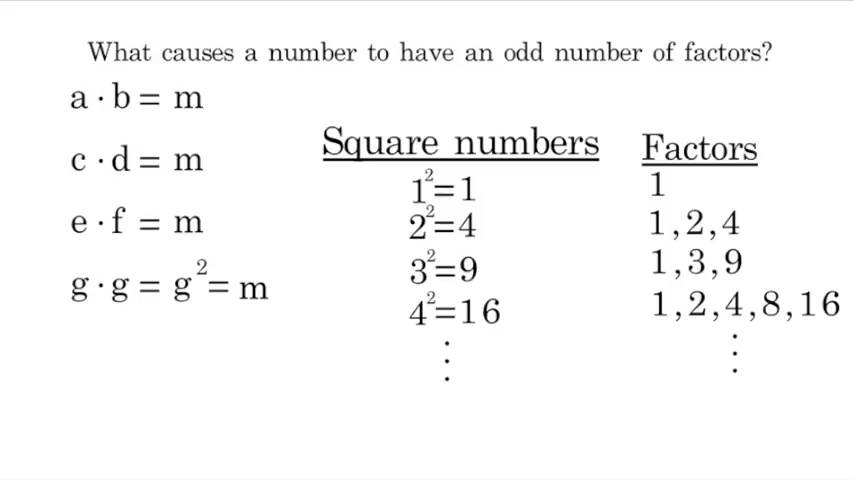 What causes a number to have an odd number of factors?
a · b = m
c · d = m
e · f = m
g · g = g² = m
Square numbers
1²=1
2²=4
3²=9
4²=16
⋮
Factors
1
1,2,4
1,3,9
1,2,4,8,16
⋮